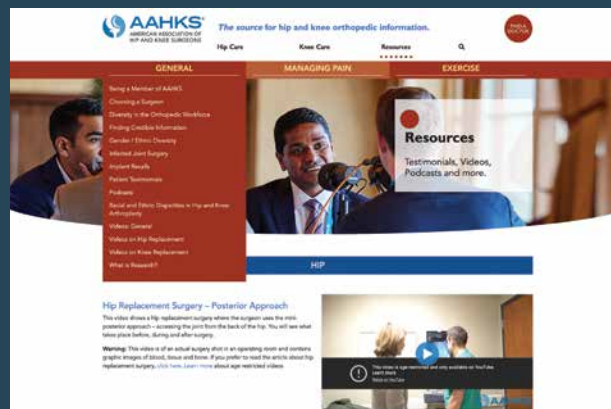 AAHKS®
AMERICAN ASSOCIATION OF
HIP AND KNEE SURGEONS
The source for hip and knee orthopedic information.
FIND A
DOCTOR
Hip Care
Knee Care
Resources
GENERAL
MANAGING PAIN
EXERCISE
Being a Member of AAHKS
Choosing a Surgeon
Diversity in the Orthopedic Workforce
Finding Credible Information
Gender / Ethnic Diversity
Infected Joint Surgery
Implant Recalls
Patient Testimonials
Podcasts
Racial and Ethnic Disparities in Hip and Knee
Arthroplasty
Videos: General
Videos on Hip Replacement
Videos on Knee Replacement
What is Research?
Resources
Testimonials, Videos,
Podcasts and more.
HIP
Hip Replacement Surgery – Posterior Approach
This video shows a hip replacement surgery where the surgeon uses the mini-
posterior approach – accessing the joint from the back of the hip. You will see what
takes place before, during and after surgery.
Warning: This video is of an actual surgery shot in an operating room and contains
graphic images of blood, tissue and bone. If you prefer to read the article about hip
replacement surgery, click here. Learn more about age restricted videos.
This video is age-restricted and only available on YouTube.
Learn more
Watch on YouTube
AAHKS